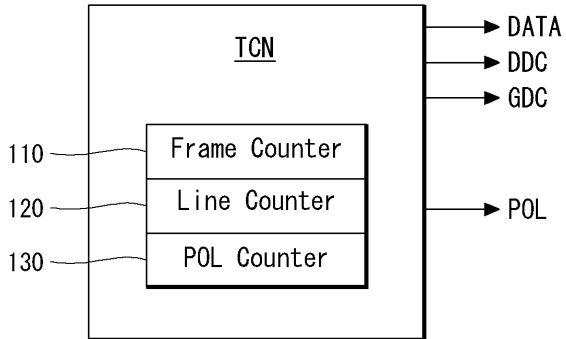 TCN
DATA
DDC
GDC
110
Frame Counter
120
Line Counter
POL
130
POL Counter